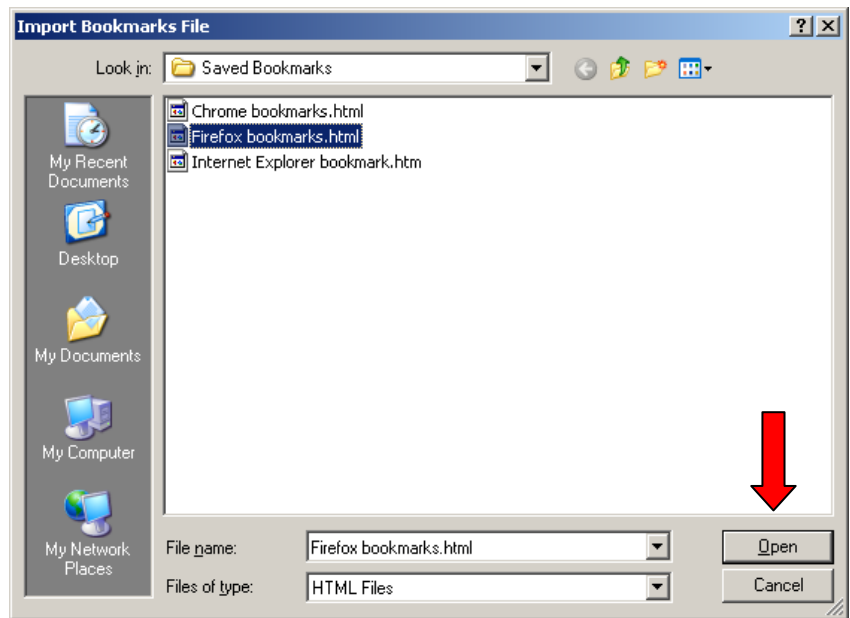 Import Bookmarks File
Look in: Saved Bookmarks
Chrome bookmarks.html
Firefox bookmarks.html
Internet Explorer bookmark.htm
My Recent
Documents
Desktop
My Documents
My Computer
My Network
Places
File name: Firefox bookmarks.html Open
Files of type: HTML Files Cancel